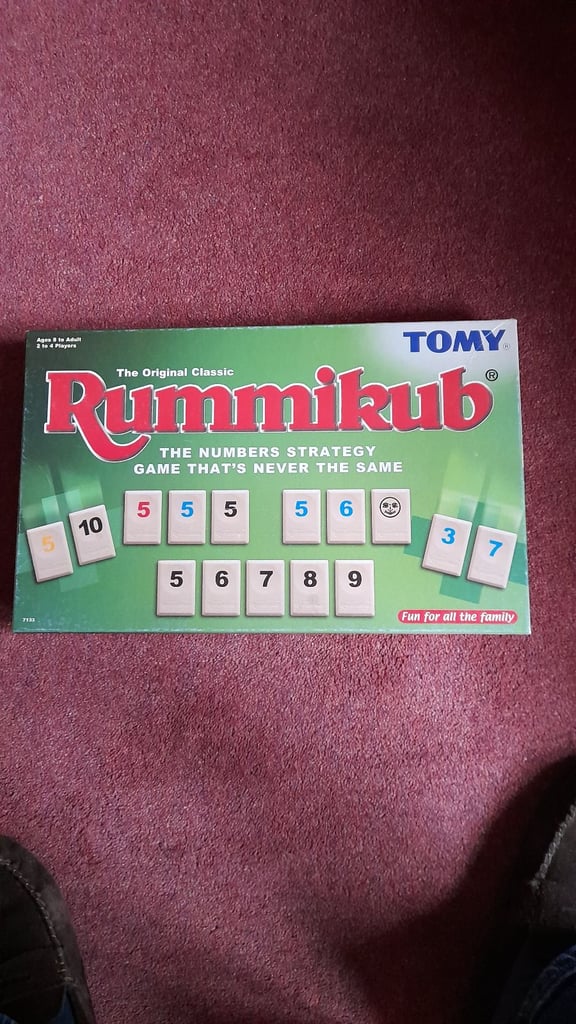 Ages 8 to Adult
2 to 4 Players
TOMY®
The Original Classic
Rummikub®
THE NUMBERS STRATEGY
GAME THAT'S NEVER THE SAME
5 10 5 5 5 5 6 3 7
5 6 7 8 9
7133
Fun for all the family